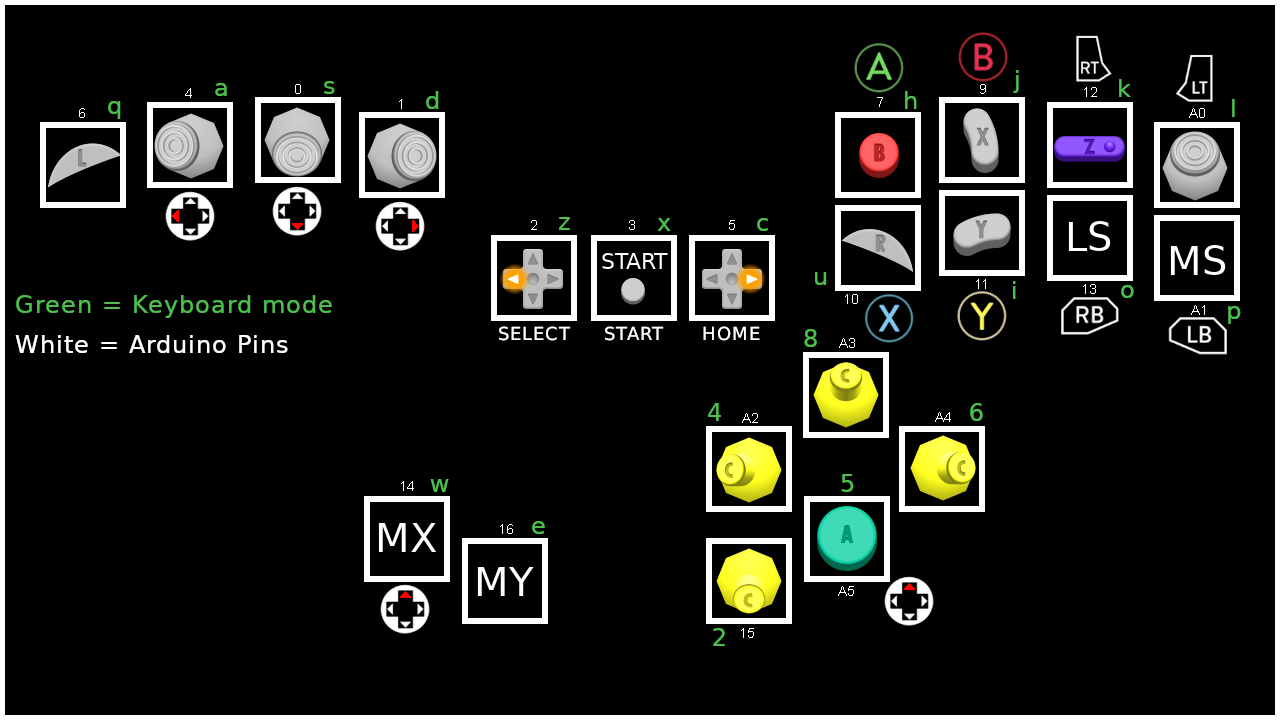 A
B
RT
LT
6 q
4 a
0 s
1 d
7 h
9 j
12 k
A0 l
L
B
X
Z
2 z
3 x
5 c
START
SELECT
START
HOME
R
Y
LS
MS
u
10
11 i
13 o
A1 p
X
Y
RB
LB
Green = Keyboard mode
White = Arduino Pins
8 A3
C
4 A2
A4 6
C
C
5
A
A5
14 w
MX
16 e
MY
C
2 15